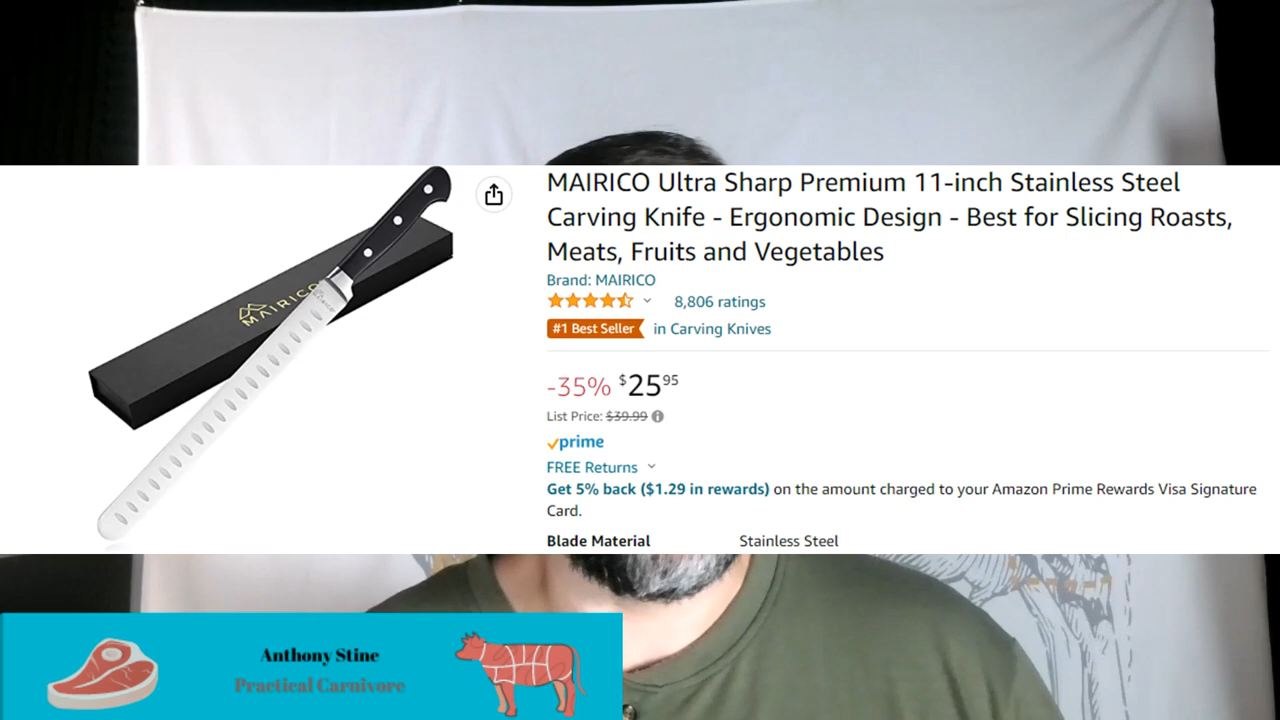 MAIRICO Ultra Sharp Premium 11-inch Stainless Steel
Carving Knife - Ergonomic Design - Best for Slicing Roasts,
Meats, Fruits and Vegetables
Brand: MAIRICO
8,806 ratings
#1 Best Seller in Carving Knives
-35% $25.95
List Price: $39.99
prime
FREE Returns
Get 5% back ($1.29 in rewards) on the amount charged to your Amazon Prime Rewards Visa Signature
Card.
Blade Material Stainless Steel
MAIRICO
Anthony Stine
Practical Carnivore